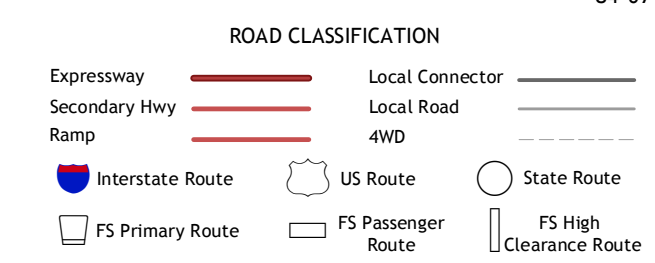 ROAD CLASSIFICATION
Expressway
Local Connector
Secondary Hwy
Local Road
Ramp
4WD
Interstate Route
US Route
State Route
FS Primary Route
FS Passenger
Route
FS High
Clearance Route